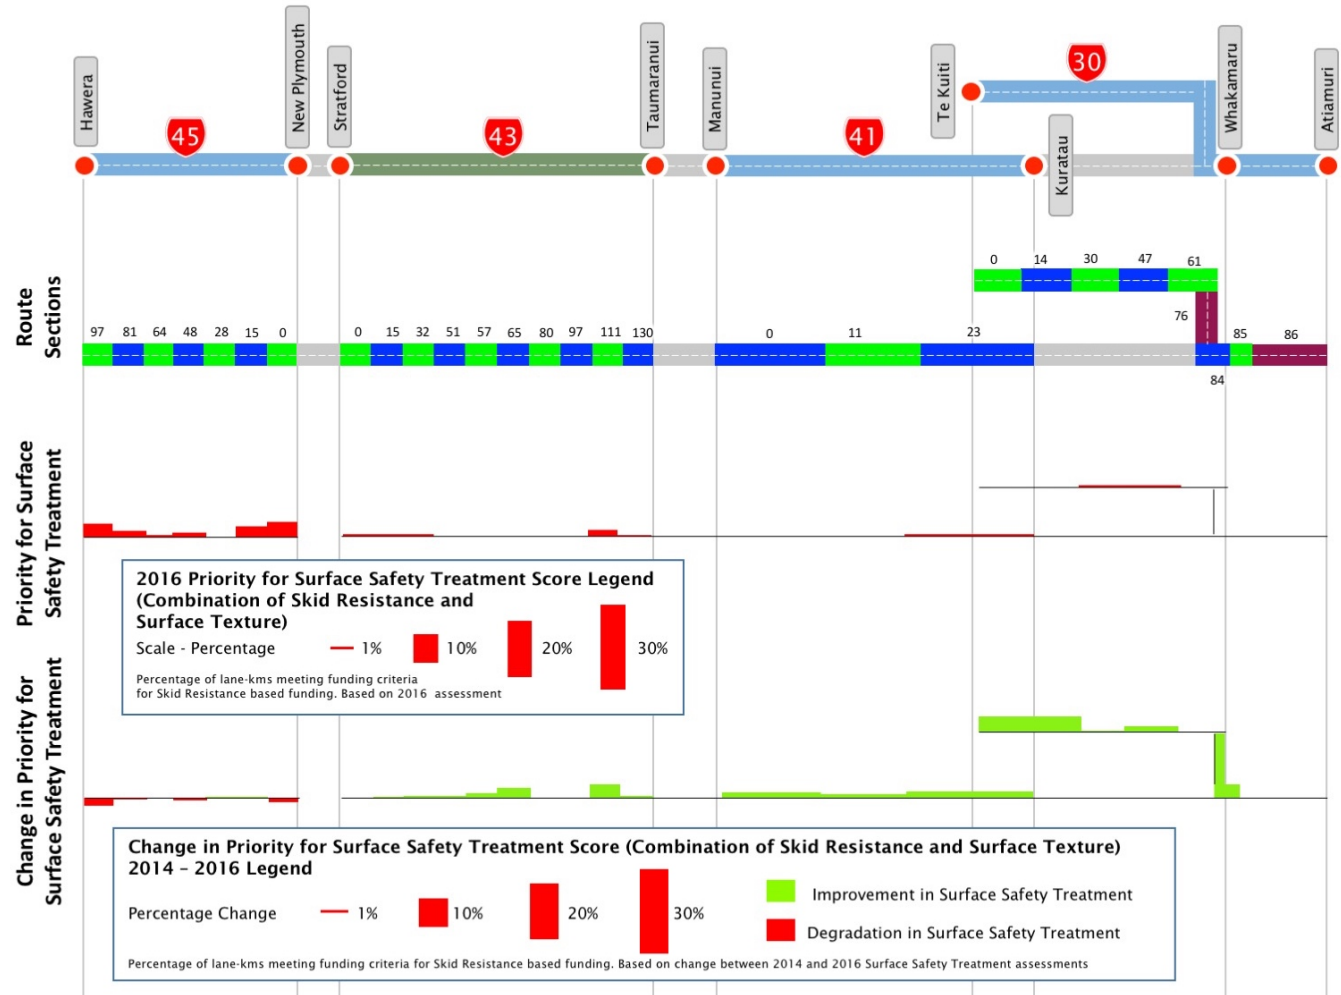 Hawera
New Plymouth
Stratford
Taumaranui
Manunui
Te Kuiti
Kuratau
Whakamaru
Atiamuri
45
43
41
30
Route
Sections
0 14 30 47 61
76
97 81 64 48 28 15 0
0 15 32 51 57 65 80 97 111 130
0 11 23
85 86
84
Priority for Surface
Safety Treatment
2016 Priority for Surface Safety Treatment Score Legend
(Combination of Skid Resistance and
Surface Texture)
Scale - Percentage 1% 10% 20% 30%
Percentage of lane-kms meeting funding criteria
for Skid Resistance based funding. Based on 2016 assessment
Change in Priority for
Surface Safety Treatment
Change in Priority for Surface Safety Treatment Score (Combination of Skid Resistance and Surface Texture)
2014 – 2016 Legend
Percentage Change 1% 10% 20% 30%
Improvement in Surface Safety Treatment
Degradation in Surface Safety Treatment
Percentage of lane-kms meeting funding criteria for Skid Resistance based funding. Based on change between 2014 and 2016 Surface Safety Treatment assessments